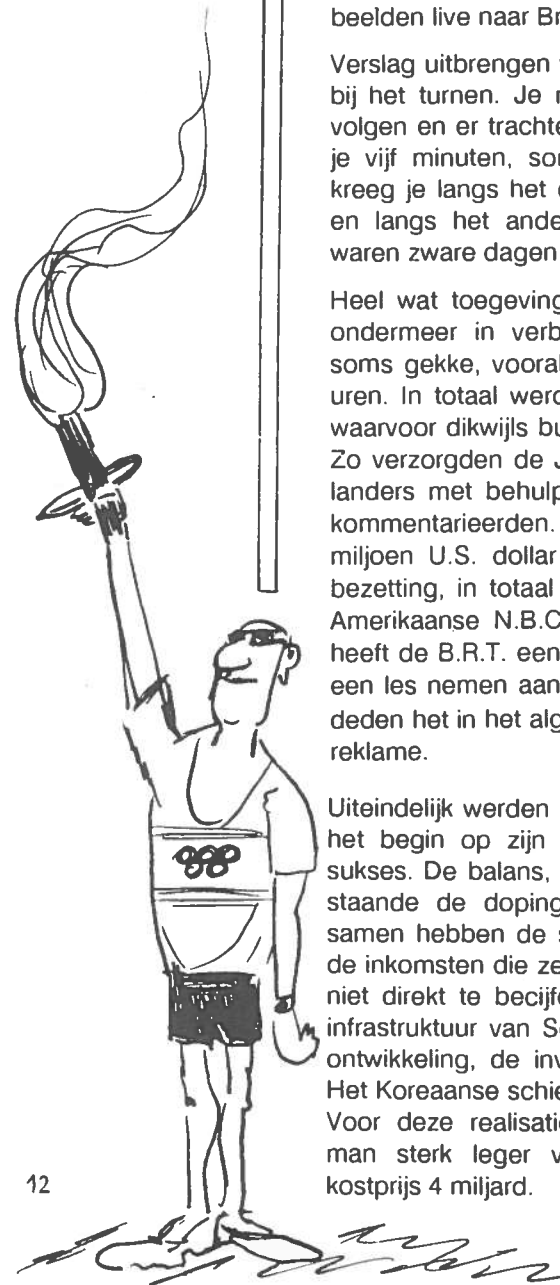 beelden live naar Br
Verslag uitbrengen
bij het turnen. Je
volgen en er trachte
je vijf minuten, so
kreeg je langs het
en langs het ande
waren zware dagen
Heel wat toegeving
ondermeer in verb
soms gekke, vooral
uren. In totaal werd
waarvoor dikwijls bu
Zo verzorgden de
landers met behulp
kommentarieerden.
miljoen U.S. dollar
bezetting, in totaal
Amerikaanse N.B.C
heeft de B.R.T. een
een les nemen aan
deden het in het alg
reklame.
Uiteindelijk werden
het begin op zijn
sukses. De balans,
staande de doping
samen hebben de
de inkomsten die ze
niet direkt te becijfe
infrastruktuur van S
ontwikkeling, de inv
Het Koreaanse schie
Voor deze realisati
man sterk leger v
kostprijs 4 miljard.
12